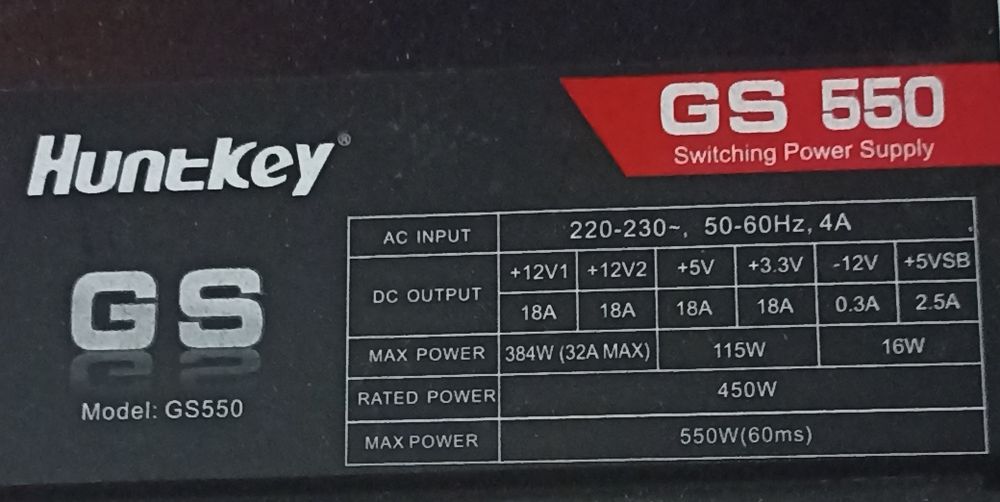 GS 550
Switching Power Supply
Huntkey®
GS
Model: GS550
AC INPUT 220-230~, 50-60Hz, 4A
DC OUTPUT +12V1 +12V2 +5V +3.3V -12V +5VSB
18A 18A 18A 18A 0.3A 2.5A
MAX POWER 384W (32A MAX) 115W 16W
RATED POWER 450W
MAX POWER 550W(60ms)